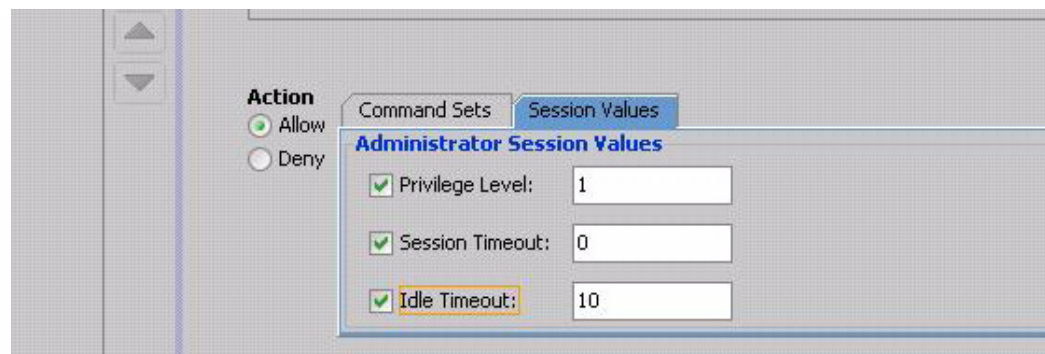 Action
Allow
Deny
Command Sets Session Values
Administrator Session Values
Privilege Level: 1
Session Timeout: 0
Idle Timeout: 10